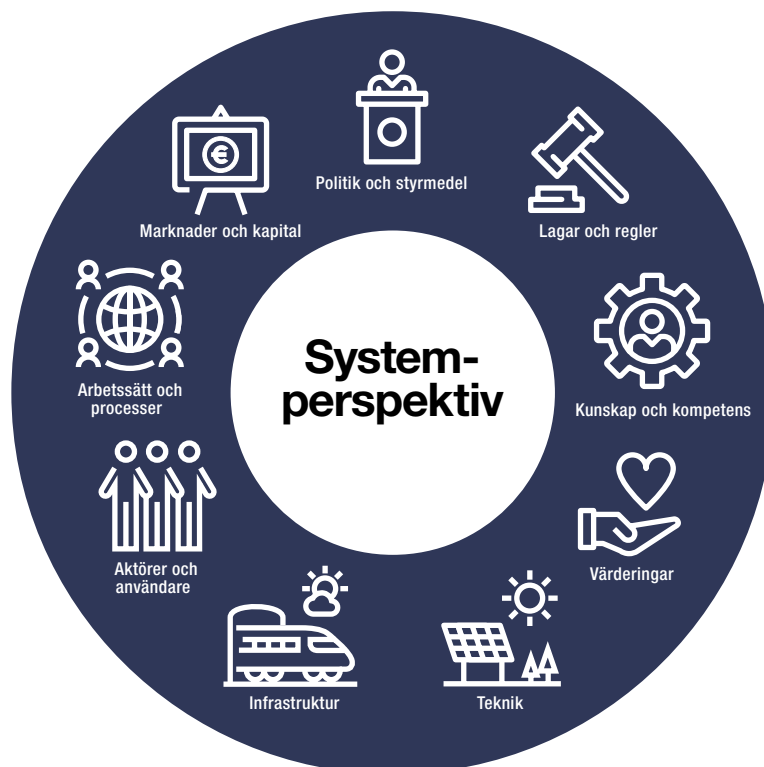 Politik och styrmedel
Lagar och regler
Kunskap och kompetens
Värderingar
Teknik
Infrastruktur
Aktörer och
användare
Arbetssätt och
processer
Marknader och kapital
€
System-
perspektiv